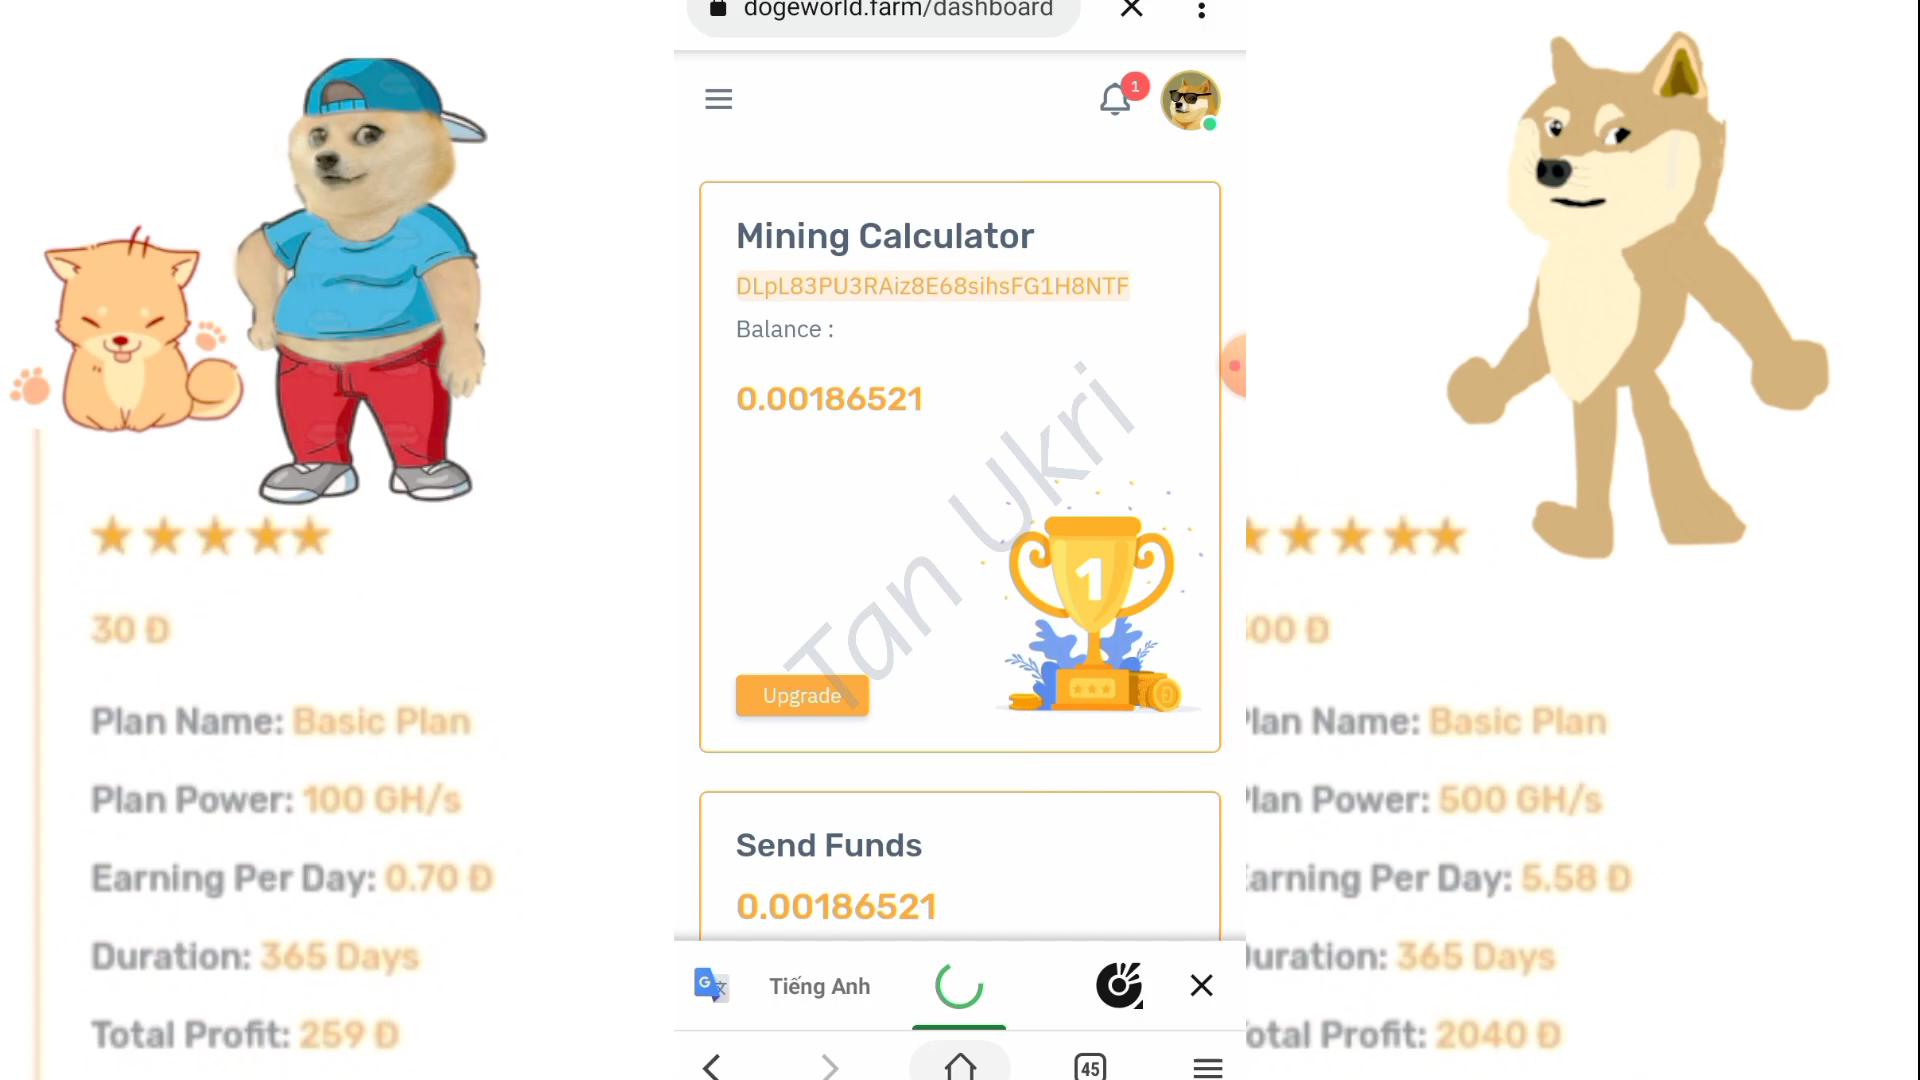 dogeworld.farm/dashboard
1
Mining Calculator
DLpL83PU3RAiz8E68sihsFG1H8NTF
Balance :
0.00186521
Tan Ukri
1
Upgrade
Send Funds
0.00186521
Tiếng Anh
45
30 Đ
Plan Name: Basic Plan
Plan Power: 100 GH/s
Earning Per Day: 0.70 Đ
Duration: 365 Days
Total Profit: 259 Đ
00 Đ
lan Name: Basic Plan
lan Power: 500 GH/s
arning Per Day: 5.58 Đ
uration: 365 Days
otal Profit: 2040 Đ